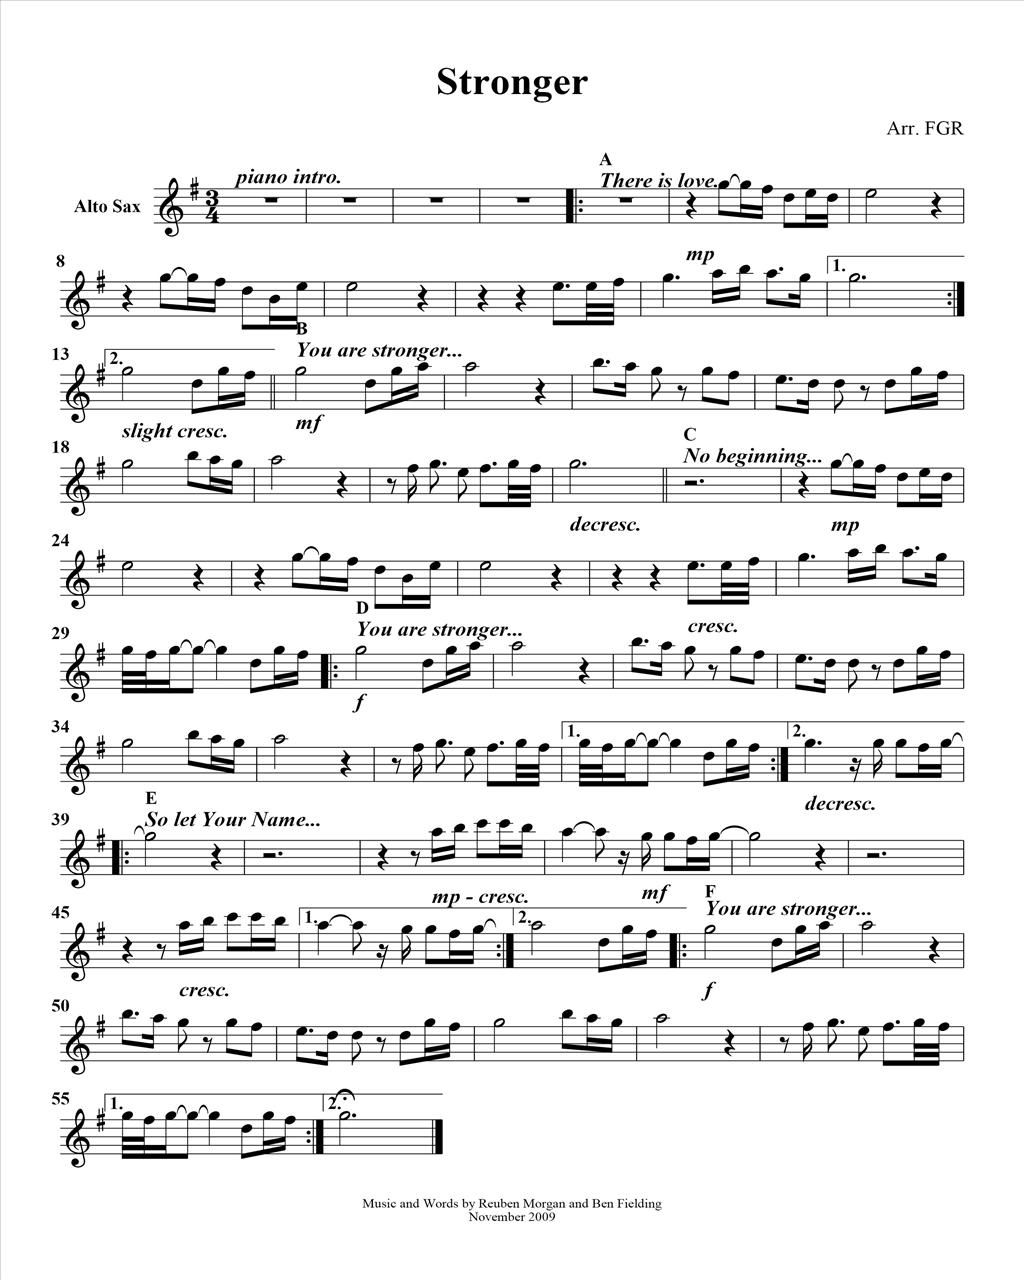 Stronger
Arr. FGR
A
piano intro.
There is love...
Alto Sax
3
4
mp
8
1.
B
13
2.
You are stronger...
slight cresc.
mf
18
C
No beginning...
decresc.
mp
24
D
cresc.
29
You are stronger...
f
34
1.
2.
decresc.
E
39
So let Your Name...
mp - cresc.
mf
F
45
1.
2.
You are stronger...
cresc.
f
50
55
1.
2.
Music and Words by Reuben Morgan and Ben Fielding
November 2009